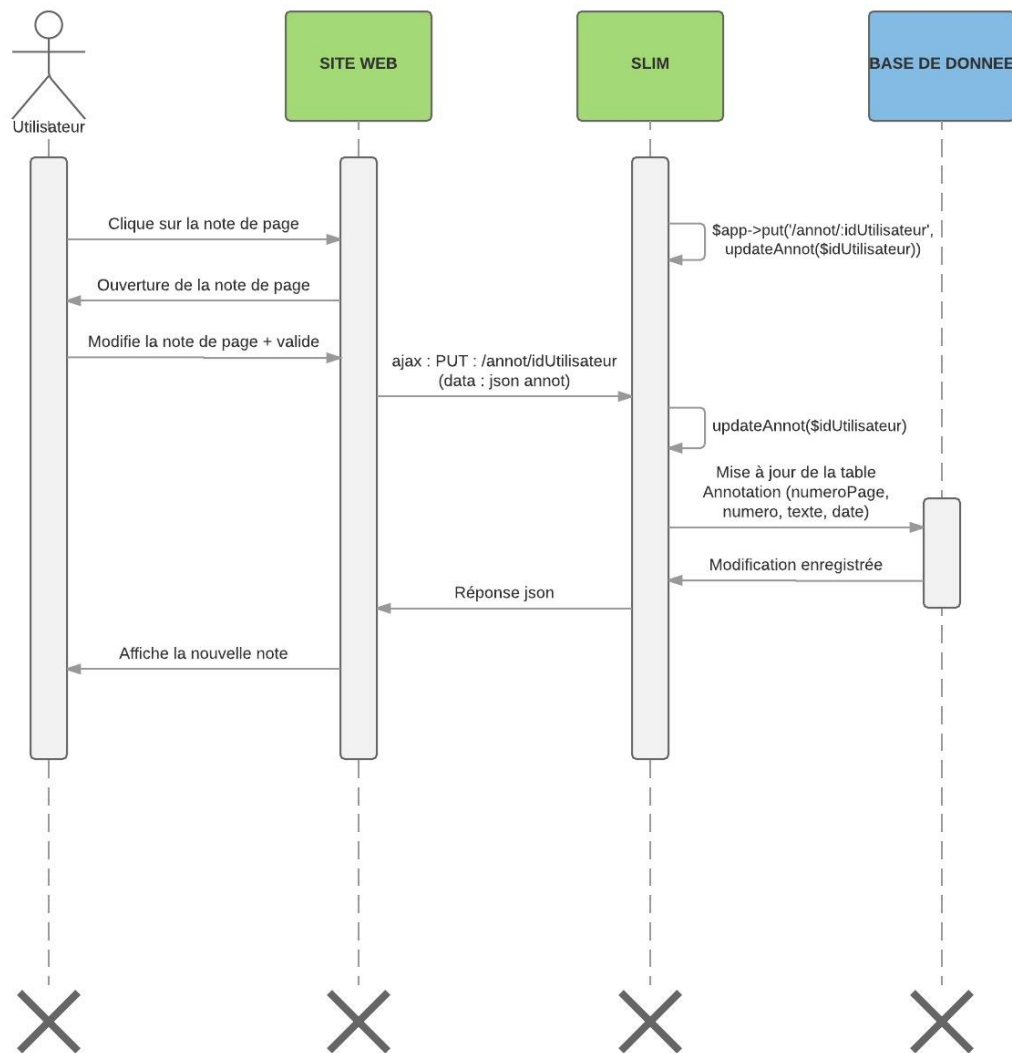 SITE WEB
SLIM
BASE DE DONNEE
Utilisateur
Clique sur la note de page
$app->put('/annot/:idUtilisateur',
updateAnnot($idUtilisateur))
Ouverture de la note de page
Modifie la note de page + valide
ajax : PUT : /annot/idUtilisateur
(data : json annot)
updateAnnot($idUtilisateur)
Mise à jour de la table
Annotation (numeroPage,
numero, texte, date)
Modification enregistrée
Réponse json
Affiche la nouvelle note